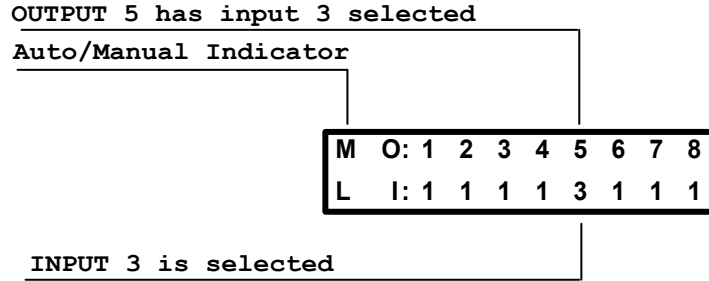 OUTPUT 5 has input 3 selected
Auto/Manual Indicator
M O: 1 2 3 4 5 6 7 8
L I: 1 1 1 1 3 1 1 1
INPUT 3 is selected